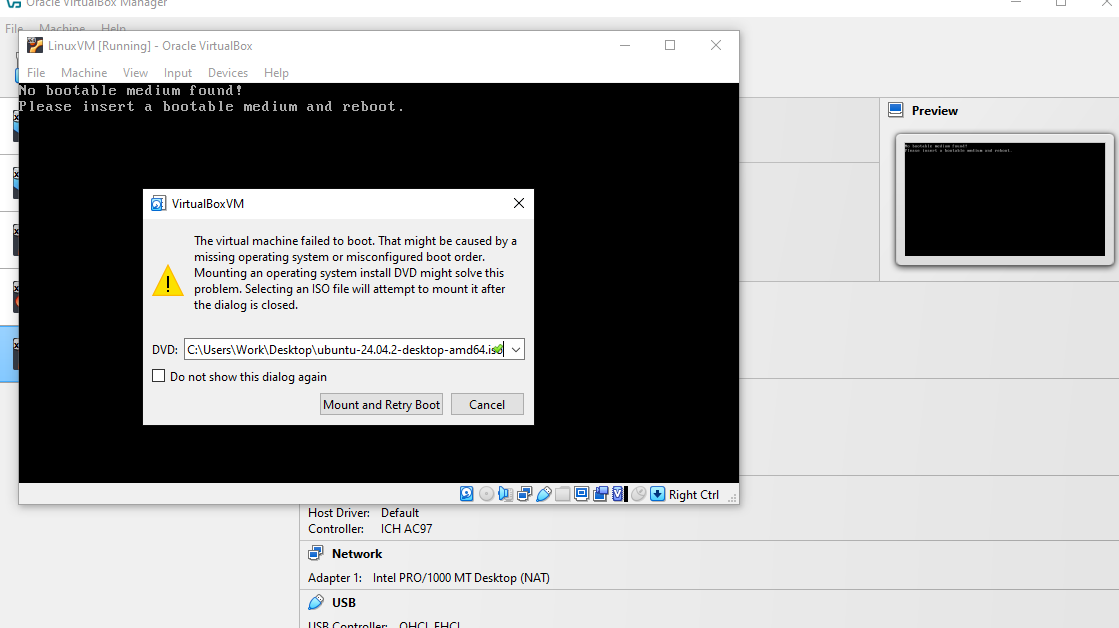 Oracle VirtualBox Manager
File Machine Help
LinuxVM [Running] - Oracle VirtualBox
File Machine View Input Devices Help
No bootable medium found!
Please insert a bootable medium and reboot.
Preview
No bootable medium found!
Please insert a bootable medium and reboot.
VirtualBoxVM
The virtual machine failed to boot. That might be caused by a
missing operating system or misconfigured boot order.
Mounting an operating system install DVD might solve this
problem. Selecting an ISO file will attempt to mount it after
the dialog is closed.
DVD: C:\Users\Work\Desktop\ubuntu-24.04.2-desktop-amd64.iso
Do not show this dialog again
Mount and Retry Boot Cancel
Right Ctrl
Host Driver: Default
Controller: ICH AC97
Network
Adapter 1: Intel PRO/1000 MT Desktop (NAT)
USB
USB Controller: OHCI, EHCI